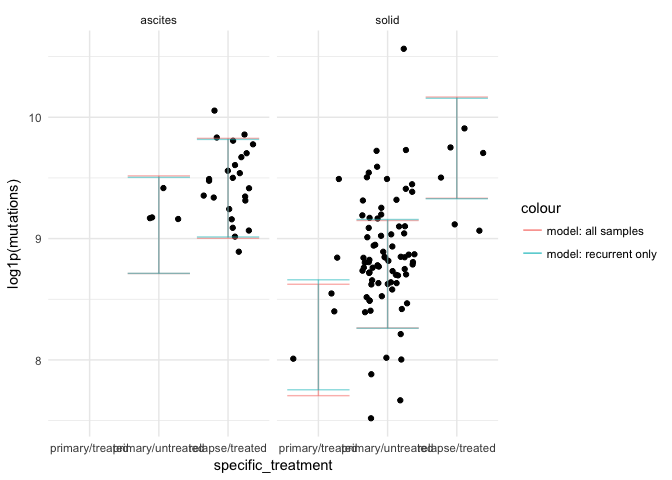 ascites
solid
log1p(mutations)
10
9
8
primary/treated
primary/untreated
relapse/treated
primary/treated
primary/untreated
relapse/treated
specific_treatment
colour
model: all samples
model: recurrent only